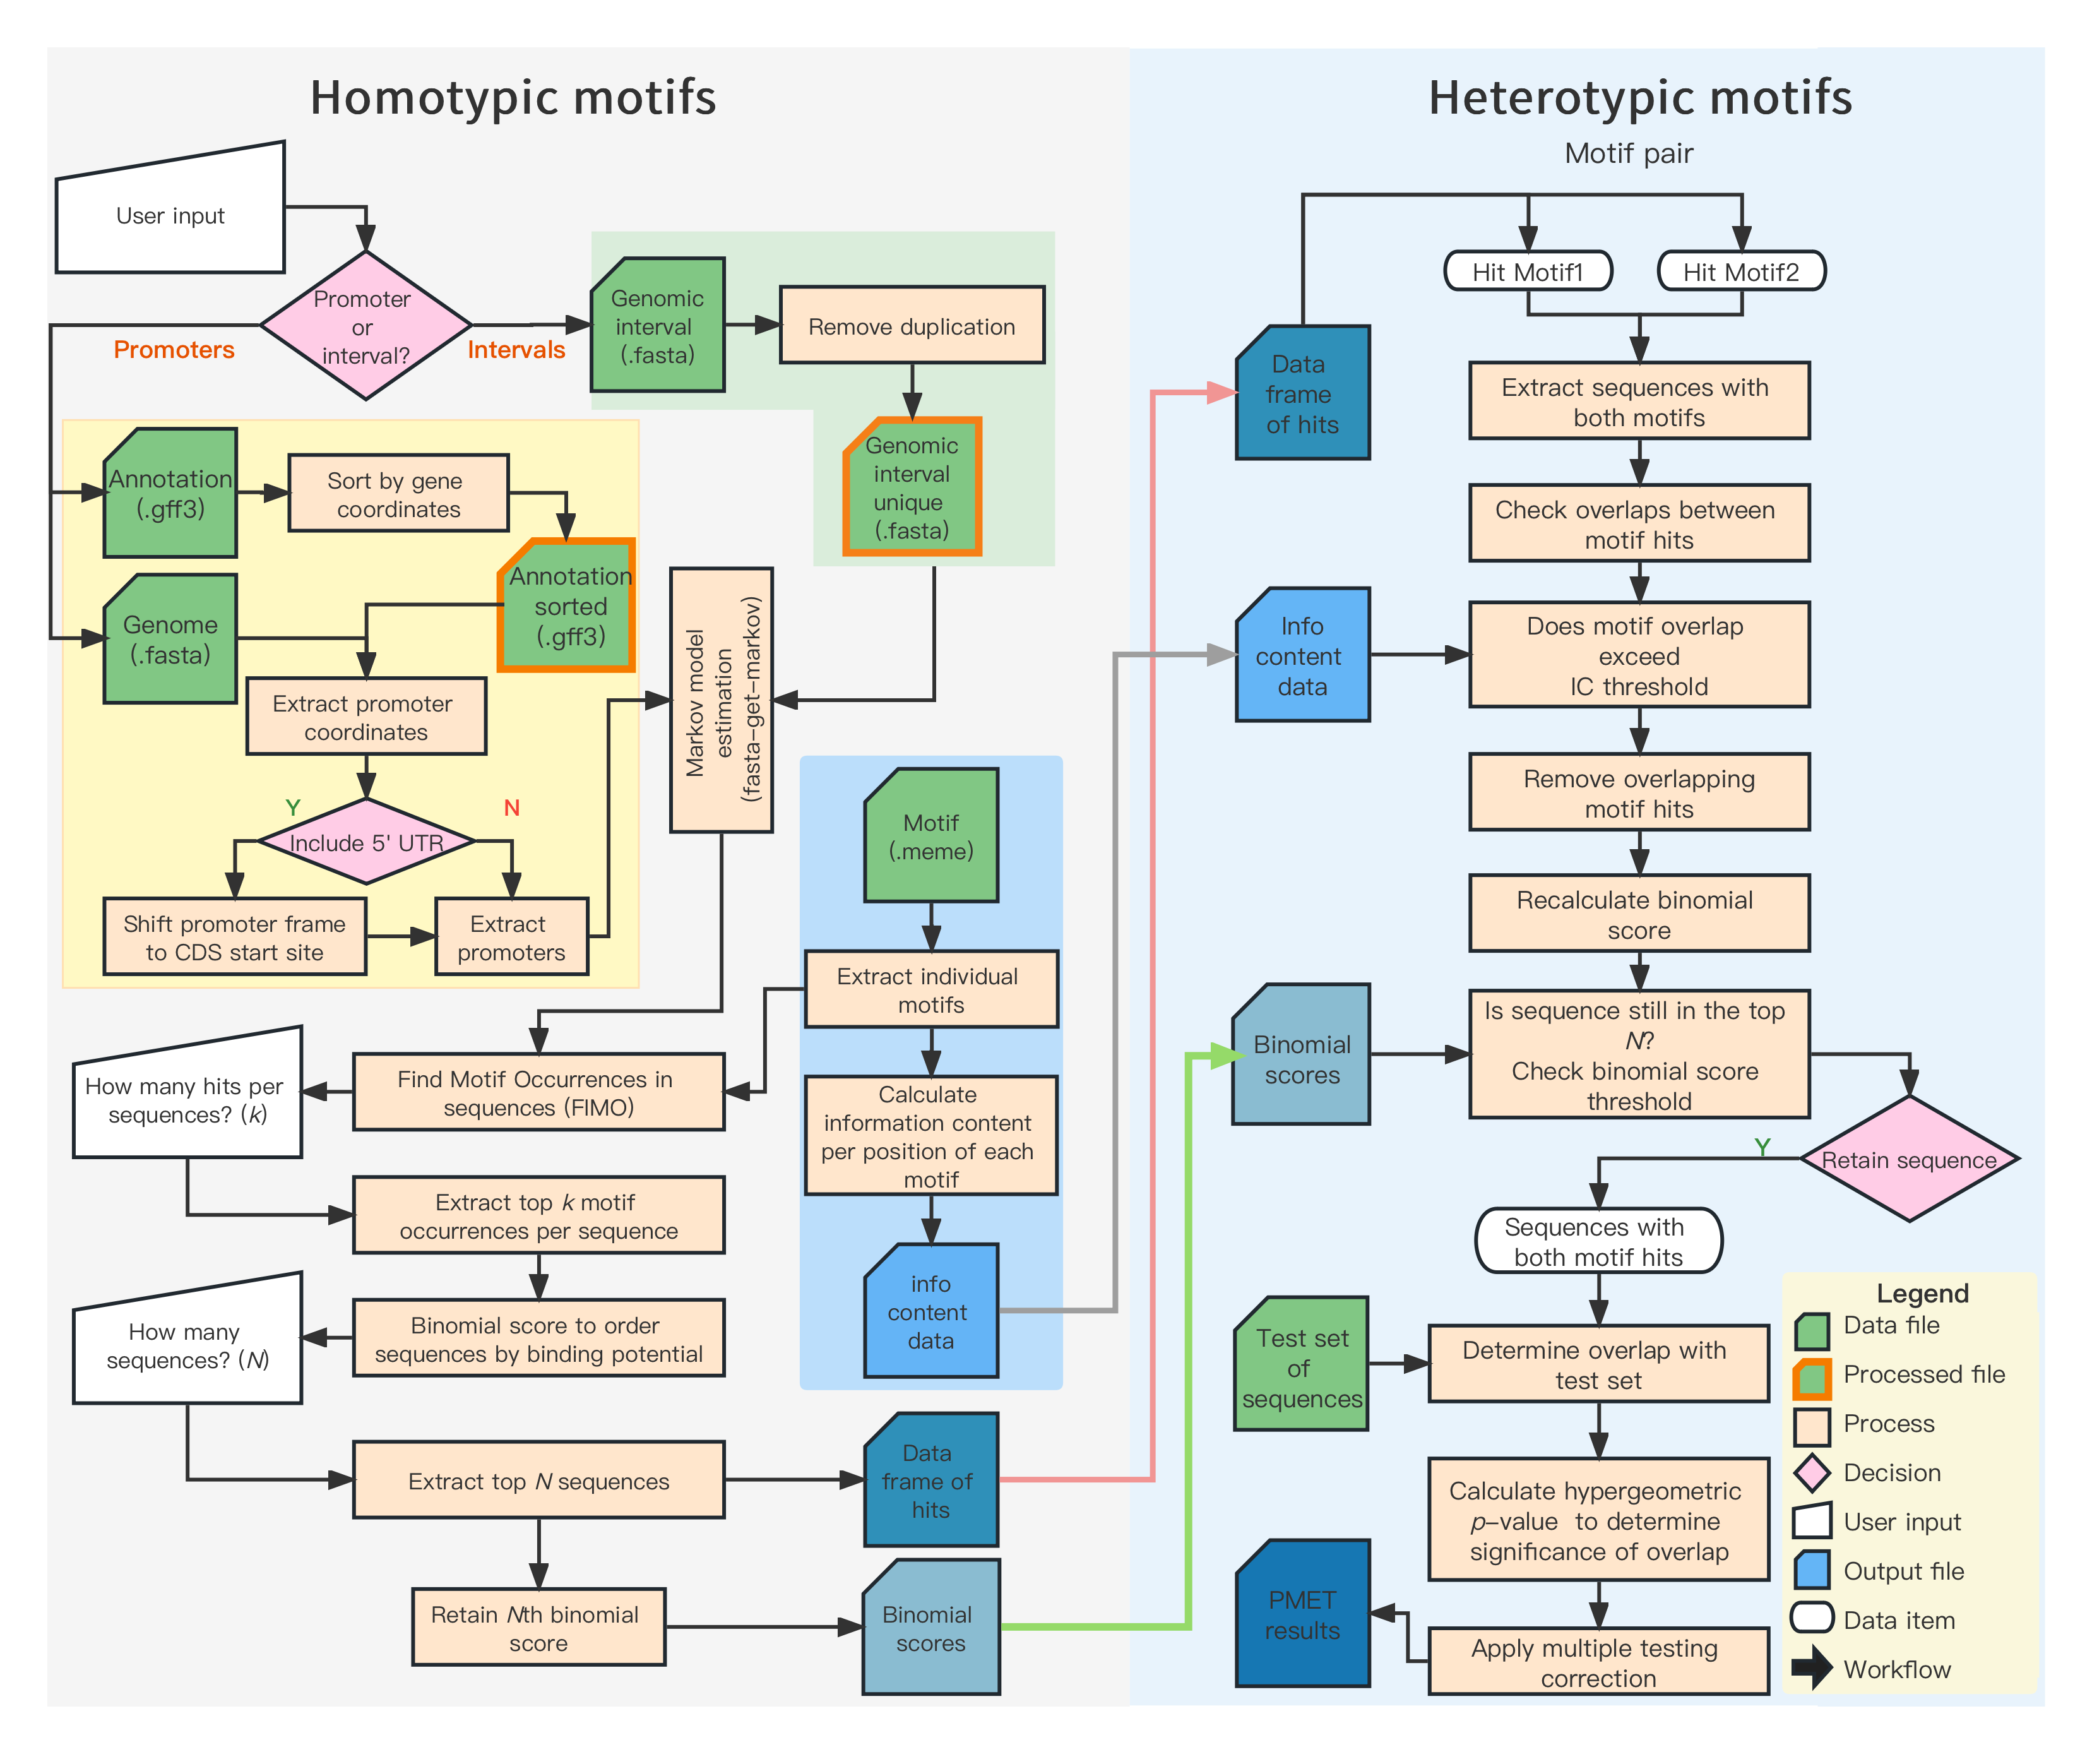 Homotypic motifs
User input
Promoter
or
interval?
Promoters
Intervals
Genomic
interval
(.fasta)
Remove duplication
Genomic
interval
unique
(.fasta)
Annotation
(.gff3)
Sort by gene
coordinates
Annotation
sorted
(.gff3)
Genome
(.fasta)
Extract promoter
coordinates
Y
N
Include 5' UTR
Shift promoter frame
to CDS start site
Extract
promoters
Markov model
estimation
(fasta-get-markov)
Motif
(.meme)
Extract individual
motifs
Calculate
information content
per position of each
motif
info
content
data
Find Motif Occurrences in
sequences (FIMO)
How many hits per
sequences? (k)
Extract top k motif
occurrences per sequence
Binomial score to order
sequences by binding potential
How many
sequences? (N)
Extract top N sequences
Data
frame of
hits
Retain Nth binomial
score
Binomial
scores
Heterotypic motifs
Motif pair
Hit Motif1
Hit Motif2
Data
frame
of hits
Extract sequences with
both motifs
Check overlaps between
motif hits
Info
content
data
Does motif overlap
exceed
IC threshold
Remove overlapping
motif hits
Recalculate binomial
score
Binomial
scores
Is sequence still in the top
N?
Check binomial score
threshold
Y
Retain sequence
Sequences with
both motif hits
Test set
of
sequences
Determine overlap with
test set
Calculate hypergeometric
p-value to determine
significance of overlap
PMET
results
Apply multiple testing
correction
Legend
Data file
Processed file
Process
Decision
User input
Output file
Data item
Workflow